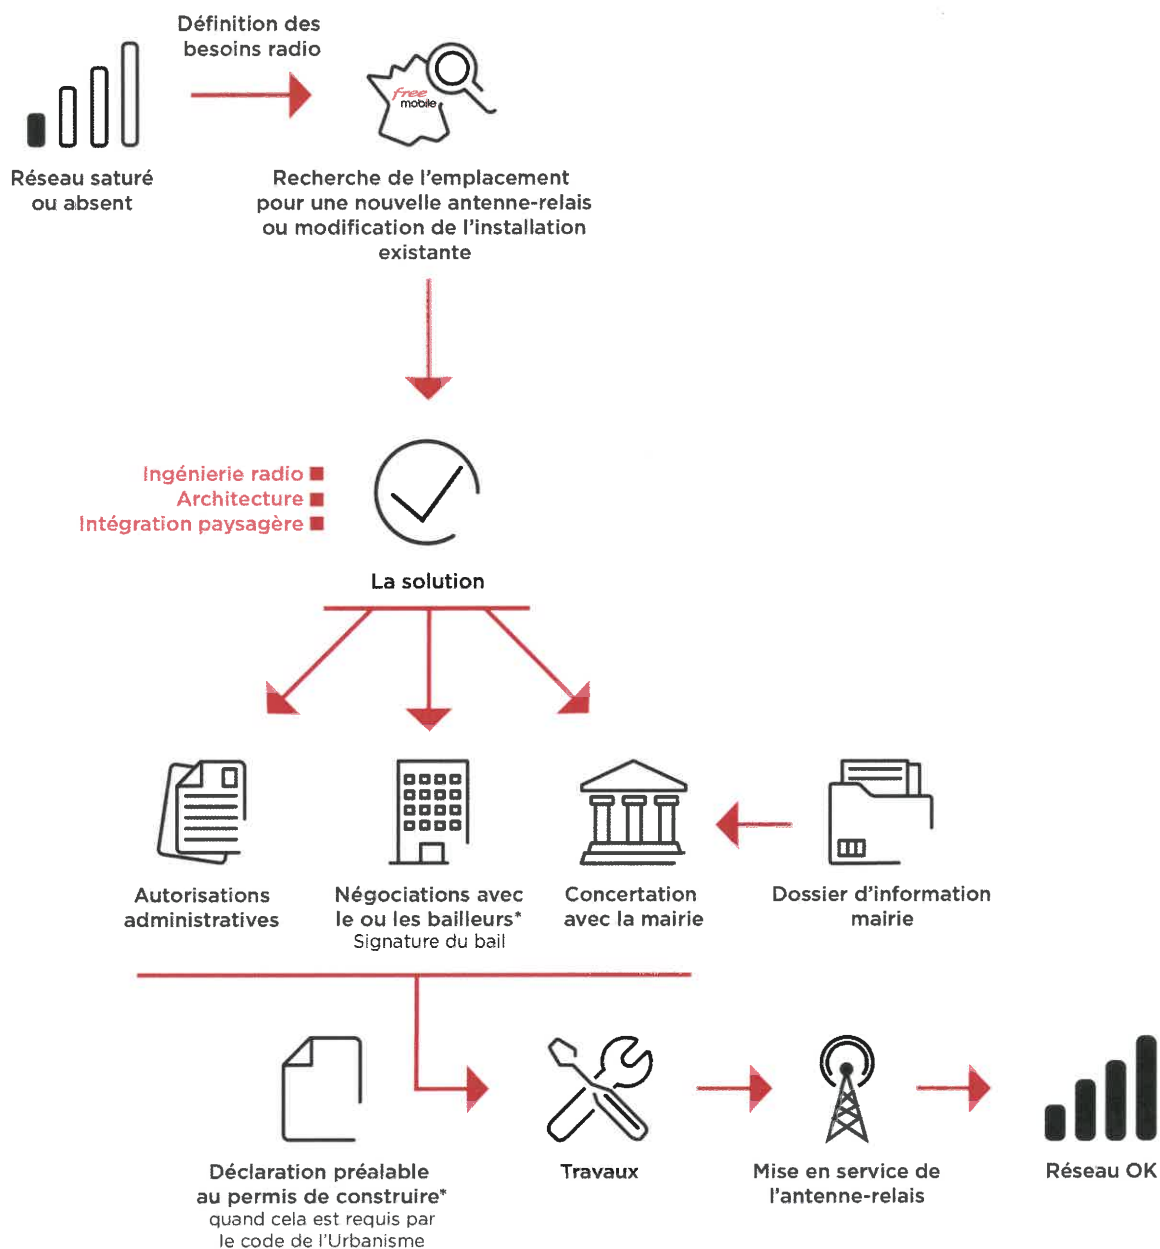 Définition des
besoins radio
free
mobile
Réseau saturé
ou absent
Recherche de l'emplacement
pour une nouvelle antenne-relais
ou modification de l'installation
existante
Ingénierie radio
Architecture
Intégration paysagère
La solution
Autorisations
administratives
Négociations avec
le ou les bailleurs*
Signature du bail
Concertation
avec la mairie
Dossier d'information
mairie
Déclaration préalable
au permis de construire*
quand cela est requis par
le code de l'Urbanisme
Travaux
Mise en service de
l'antenne-relais
Réseau OK